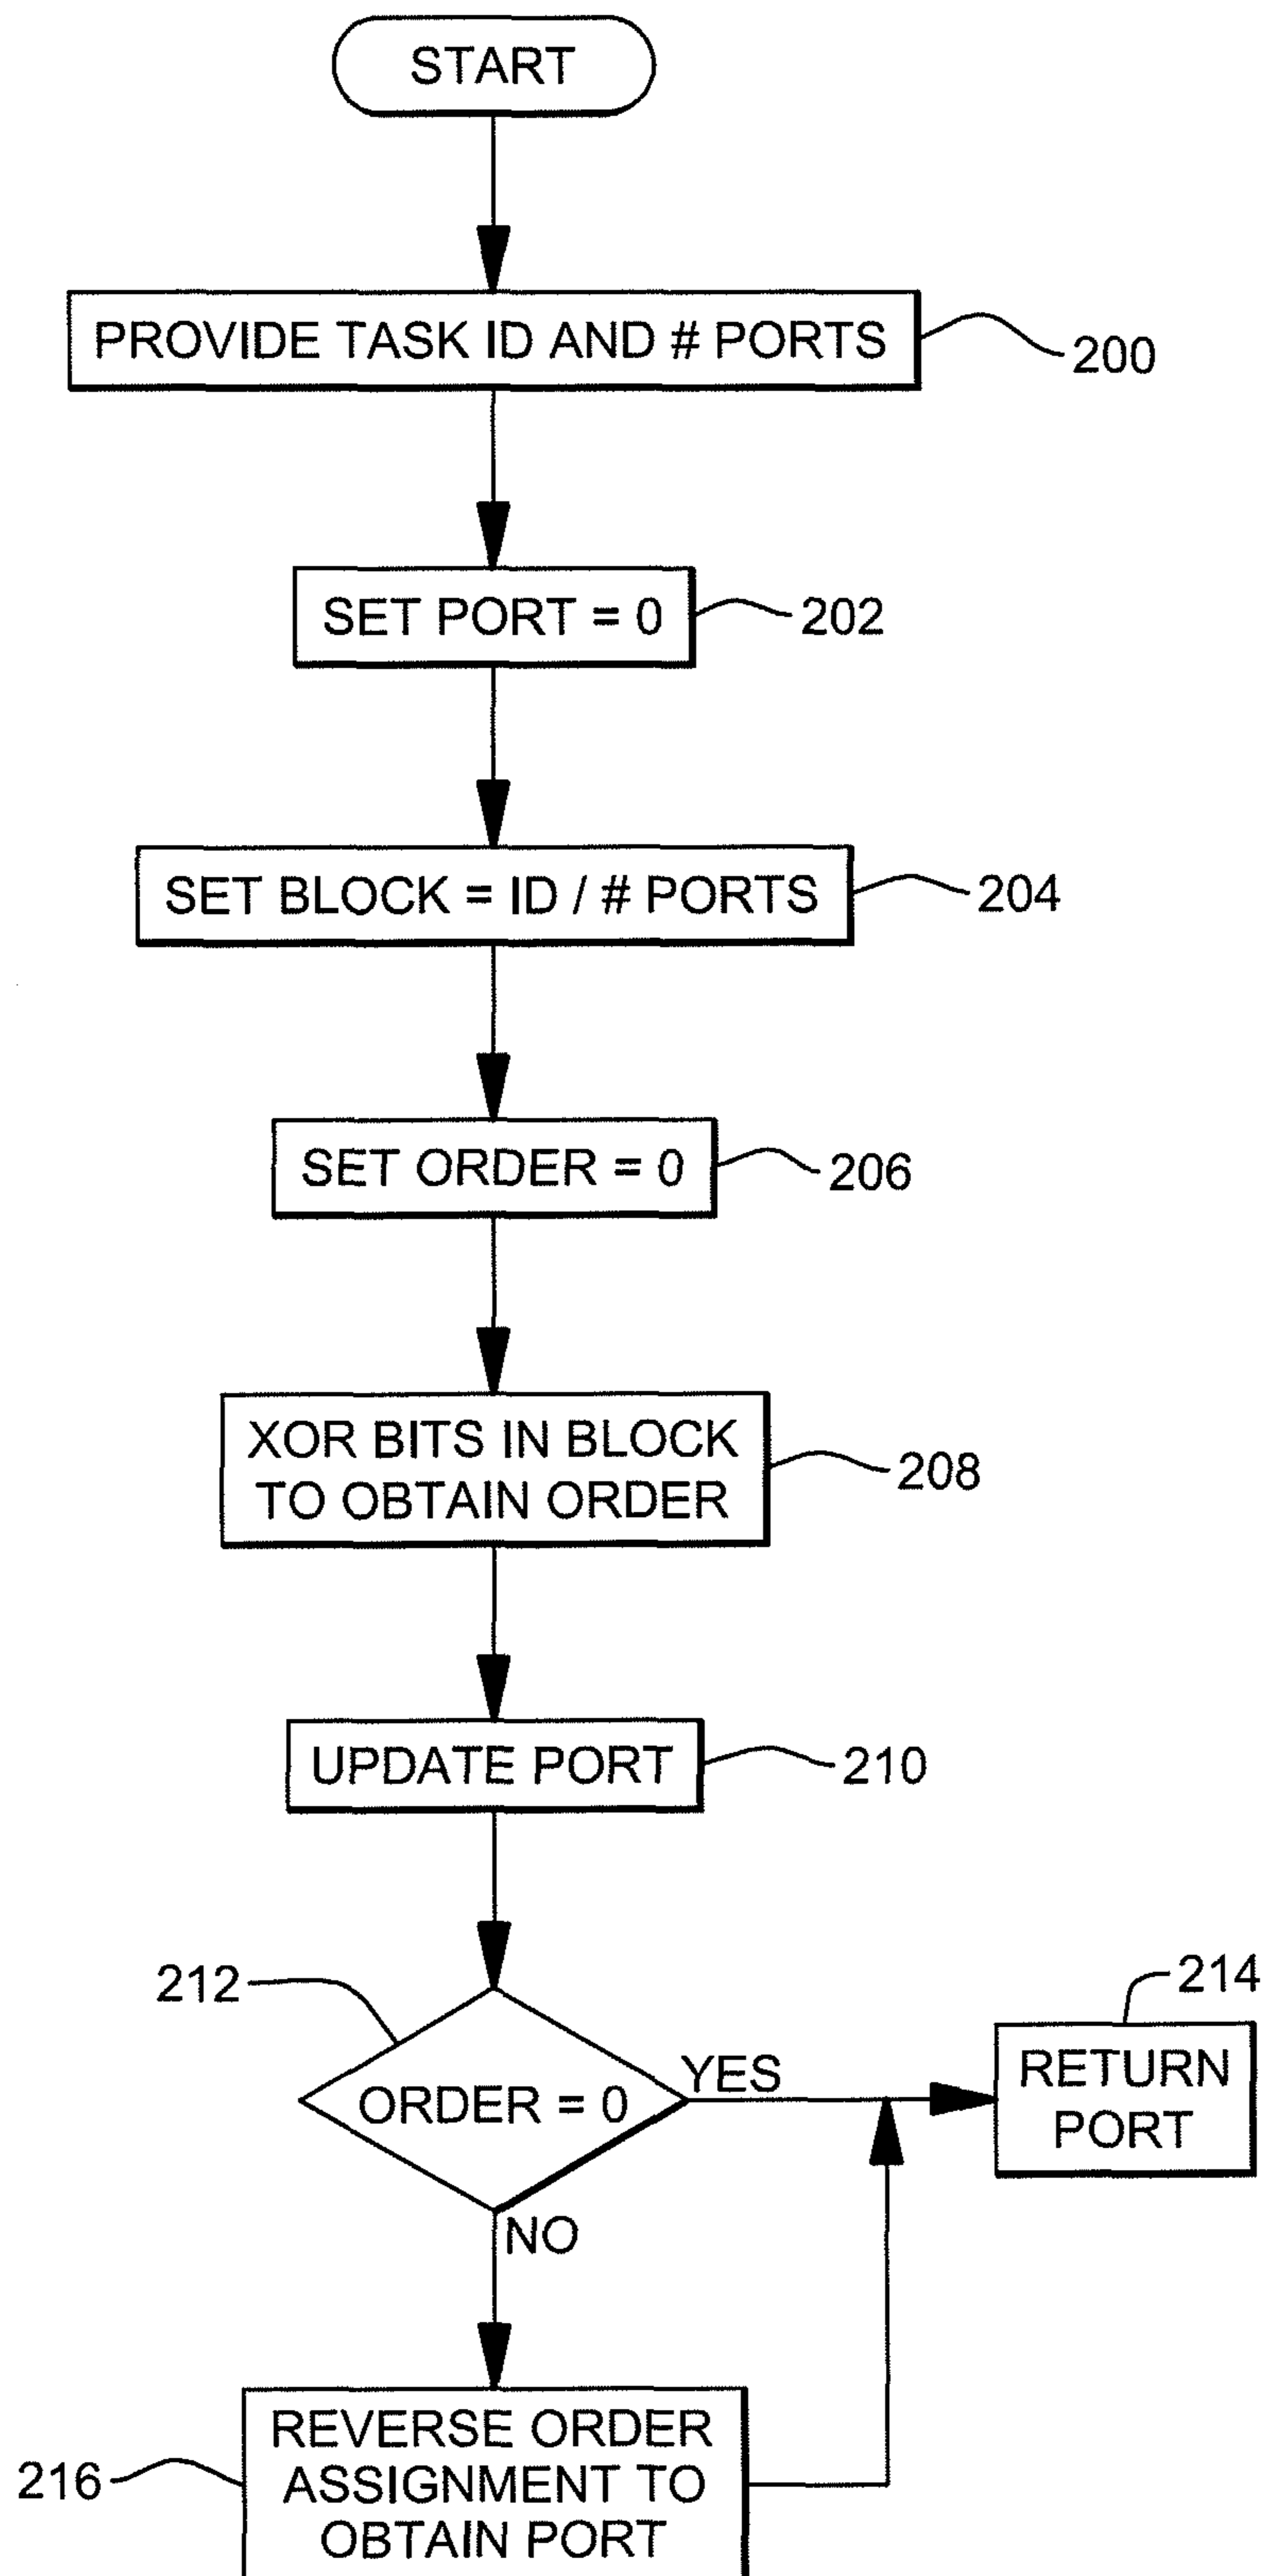 START
PROVIDE TASK ID AND # PORTS
200
SET PORT = 0
202
SET BLOCK = ID / # PORTS
204
SET ORDER = 0
206
XOR BITS IN BLOCK
TO OBTAIN ORDER
208
UPDATE PORT
210
212
ORDER = 0
YES
NO
214
RETURN
PORT
216
REVERSE ORDER
ASSIGNMENT TO
OBTAIN PORT